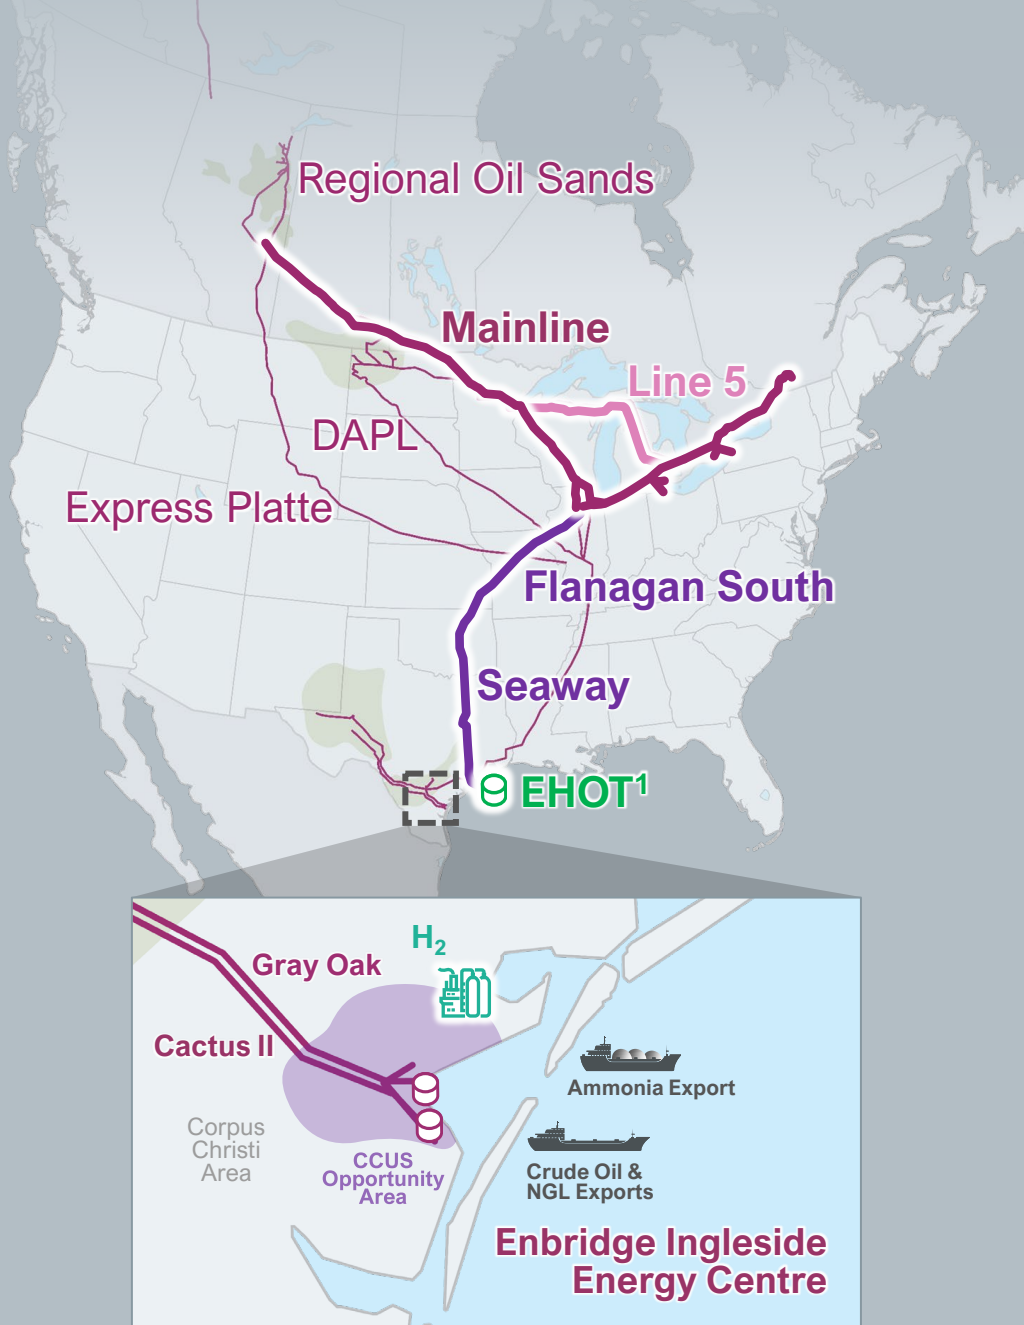 Regional Oil Sands
Mainline
Line 5
DAPL
Express Platte
Flanagan South
Seaway
EHOT¹
H₂
Gray Oak
Cactus II
Ammonia Export
Corpus
Christi
Area
CCUS
Opportunity
Area
Crude Oil &
NGL Exports
Enbridge Ingleside
Energy Centre